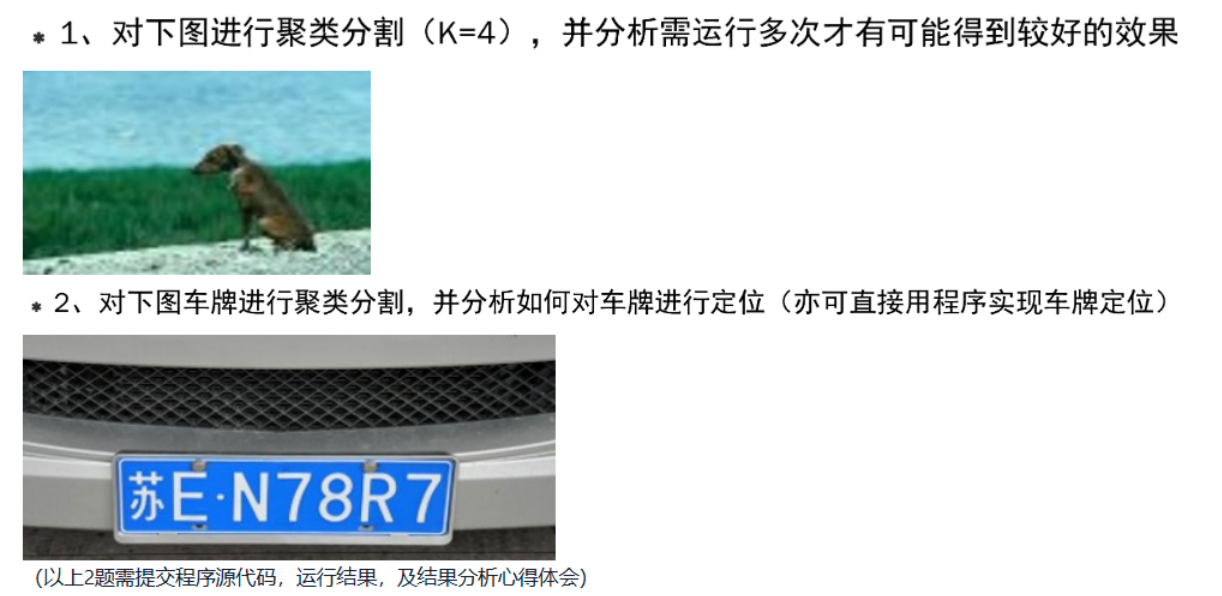 * 1、对下图进行聚类分割（K=4），并分析需运行多次才有可能得到较好的效果
* 2、对下图车牌进行聚类分割，并分析如何对车牌进行定位（亦可直接用程序实现车牌定位）
苏E·N78R7
(以上2题需提交程序源代码，运行结果，及结果分析心得体会)